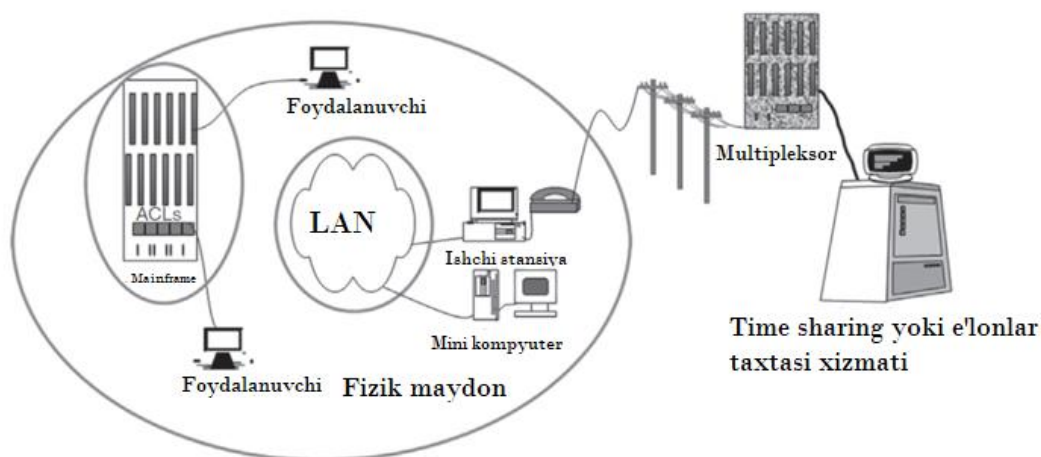 Foydalanuvchi
Multipleksor
ACLs
LAN
Ishchi stansiya
Mainframe
Mini kompyuter
Time sharing yoki e'lonlar
taxtasi xizmati
Foydalanuvchi
Fizik maydon